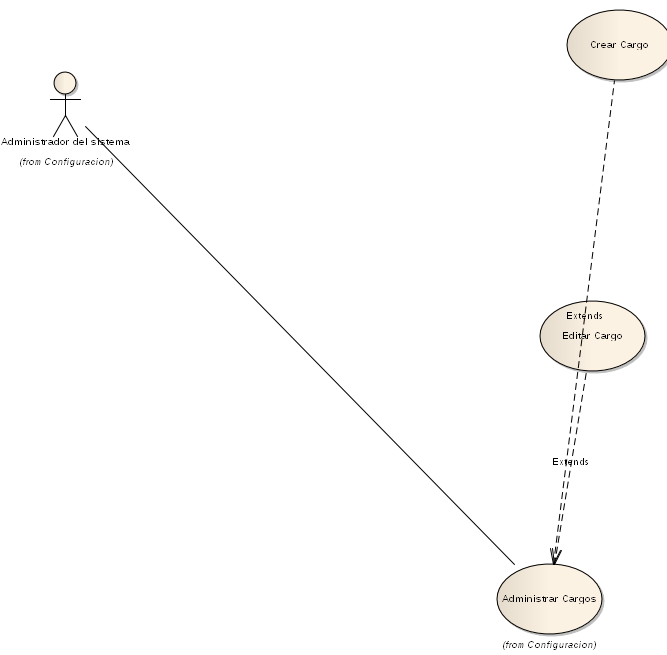 Crear Cargo
Administrador del sistema
(from Configuracion)
Extends
Editar Cargo
Extends
Administrar Cargos
(from Configuracion)